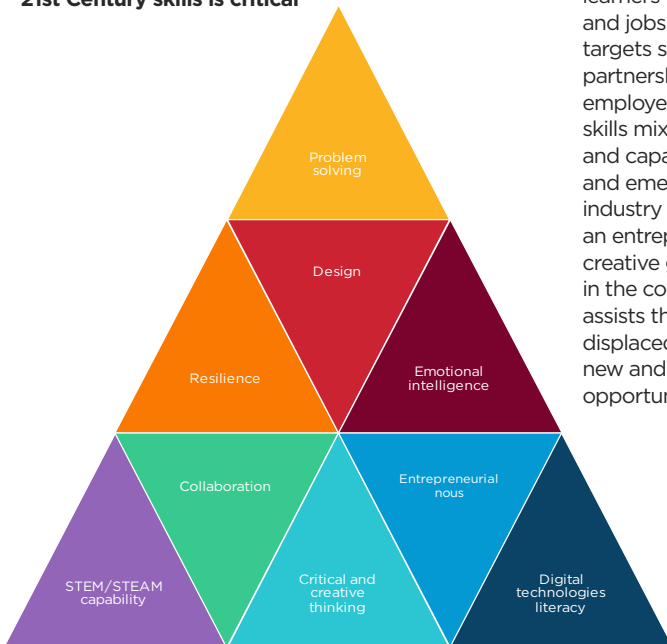 21st Century skills is critical
Problem
solving
Design
Resilience
Emotional
intelligence
Collaboration
Entrepreneurial
nous
STEM/STEAM
capability
Critical and
creative
thinking
Digital
technologies
literacy
learners
and jobs
targets s
partnersh
employe
skills mix
and capa
and eme
industry
an entrep
creative
in the co
assists th
displaced
new and
opportun